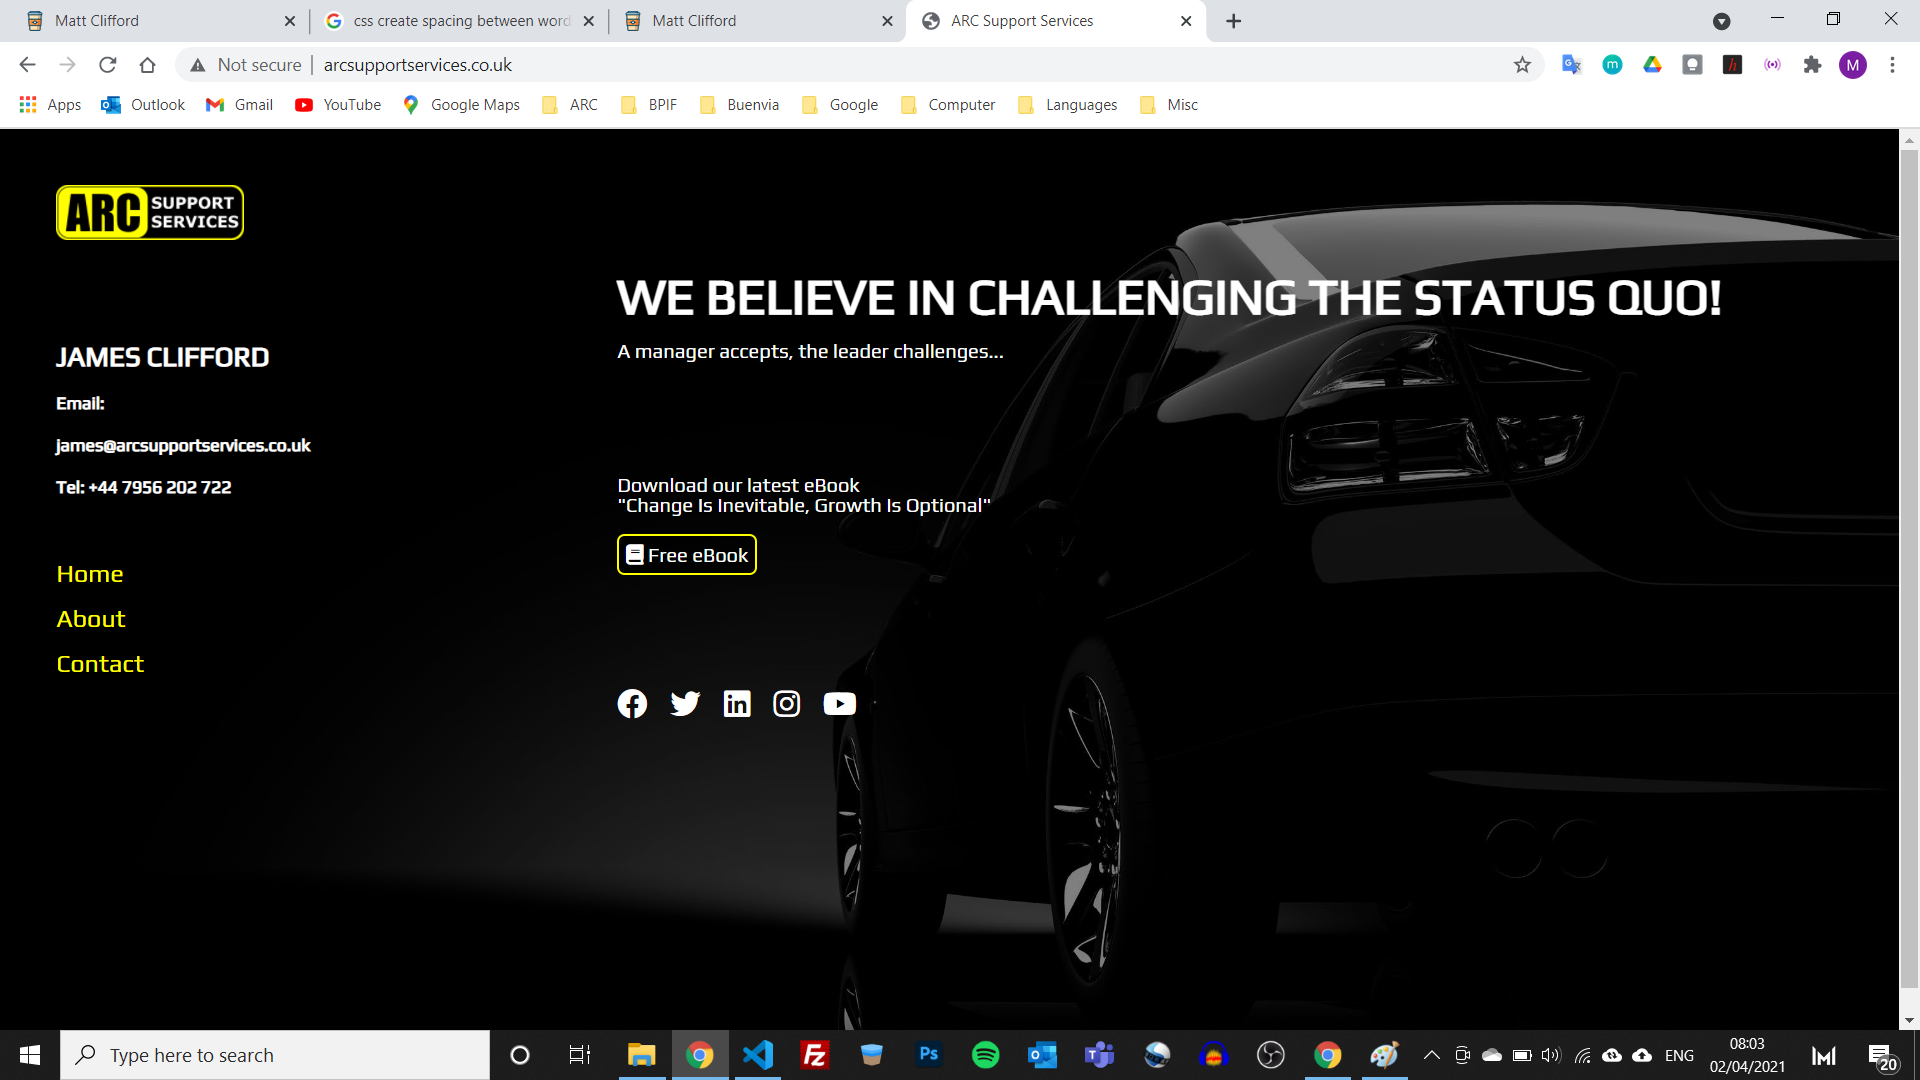 Matt Clifford
css create spacing between word
Matt Clifford
ARC Support Services
Not secure
arcsupportservices.co.uk
M
Apps
Outlook
Gmail
YouTube
Google Maps
ARC
BPIF
Buenvia
Google
Computer
Languages
Misc
ARC SUPPORT
SERVICES
WE BELIEVE IN CHALLENGING THE STATUS QUO!
A manager accepts, the leader challenges...
JAMES CLIFFORD
Email:
james@arcsupportservices.co.uk
Tel: +44 7956 202 722
Download our latest eBook
"Change Is Inevitable, Growth Is Optional"
Free eBook
Home
About
Contact
Type here to search
ENG
08:03
02/04/2021
20